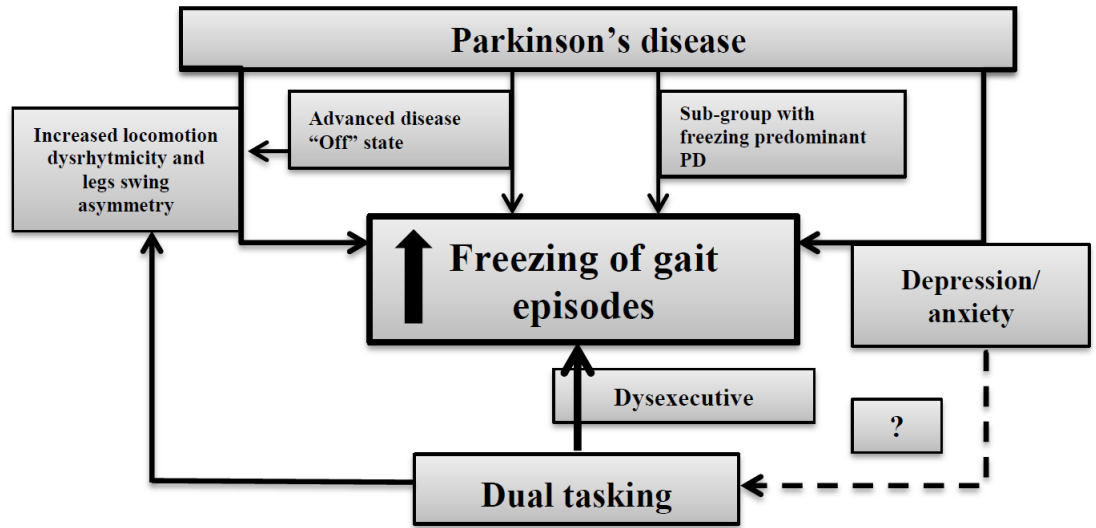 Parkinson’s disease
Advanced disease
“Off” state
Sub-group with
freezing predominant
PD
Increased locomotion
dysrhytmicity and
legs swing
asymmetry
Freezing of gait
episodes
Depression/
anxiety
Dysexecutive
?
Dual tasking